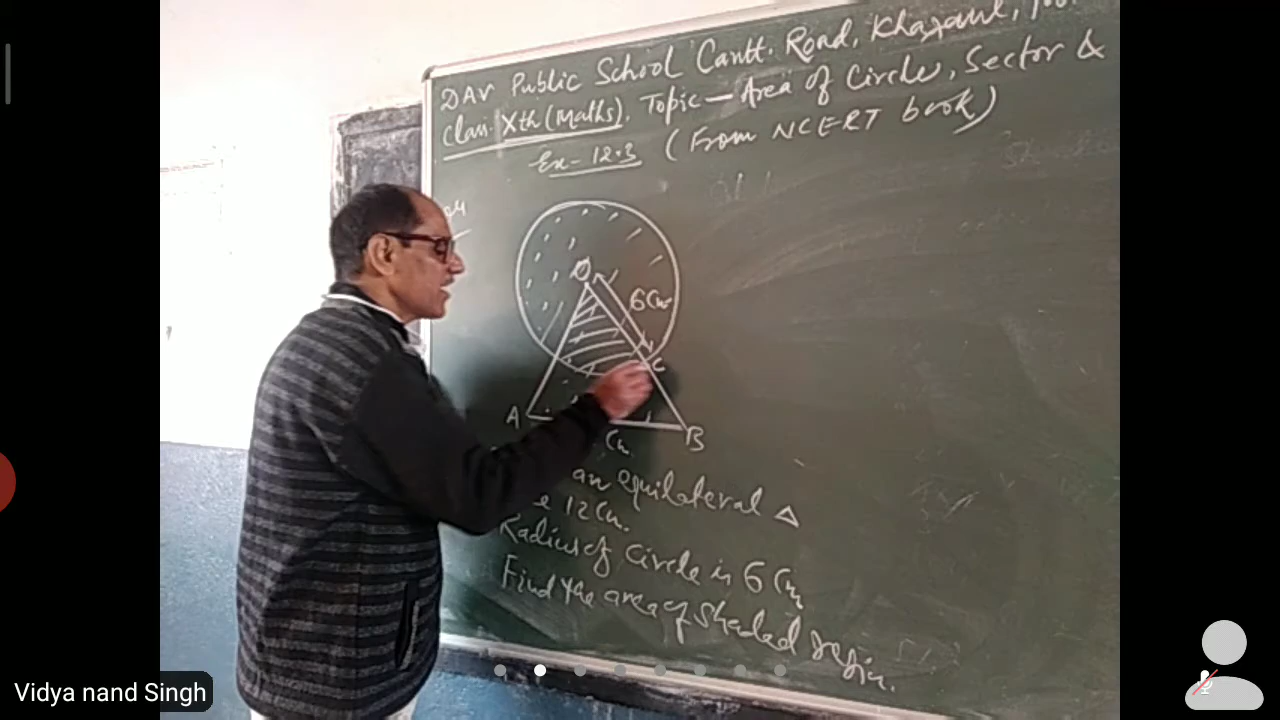 DAV Public School Cantt. Road, Khagaul,
Class. Xth (Maths). Topic — Area of Circle, Sector &
Ex- 12.3 (From NCERT book)
O
6 Cm
C
A
B
Cm
an equilateral △
12 Cm.
Radius of Circle is 6 Cm
Find the area of shaded region.
Vidya nand Singh